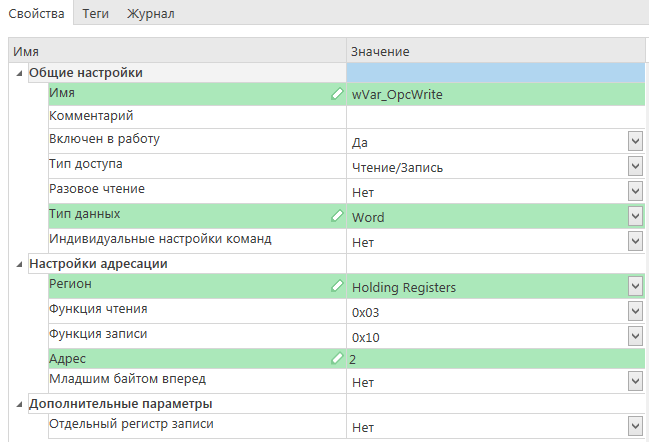 Свойства Теги Журнал
Имя Значение
Общие настройки
Имя wVar_OpcWrite
Комментарий
Включен в работу Да
Тип доступа Чтение/Запись
Разовое чтение Нет
Тип данных Word
Индивидуальные настройки команд Нет
Настройки адресации
Регион Holding Registers
Функция чтения 0x03
Функция записи 0x10
Адрес 2
Младшим байтом вперед Нет
Дополнительные параметры
Отдельный регистр записи Нет